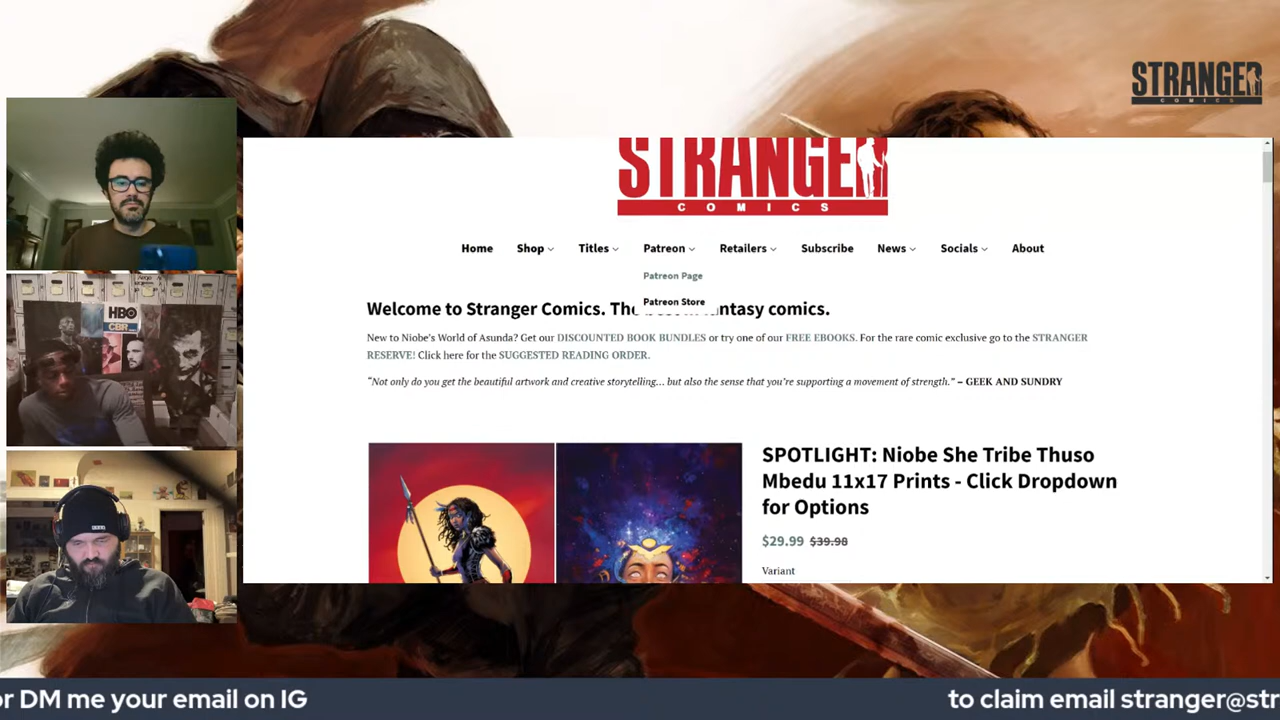 STRANGER
COMICS
STRANGER
COMICS
Home Shop Titles Patreon Retailers Subscribe News Socials About
Patreon Page
Patreon Store
Welcome to Stranger Comics. The best in fantasy comics.
New to Niobe's World of Asunda? Get our DISCOUNTED BOOK BUNDLES or try one of our FREE EBOOKS. For the rare comic exclusive go to the STRANGER
RESERVE! Click here for the SUGGESTED READING ORDER.
“Not only do you get the beautiful artwork and creative storytelling… but also the sense that you're supporting a movement of strength.” – GEEK AND SUNDRY
HBO
CBR
SPOTLIGHT: Niobe She Tribe Thuso
Mbedu 11x17 Prints - Click Dropdown
for Options
$29.99 $39.98
Variant
or DM me your email on IG
to claim email stranger@str